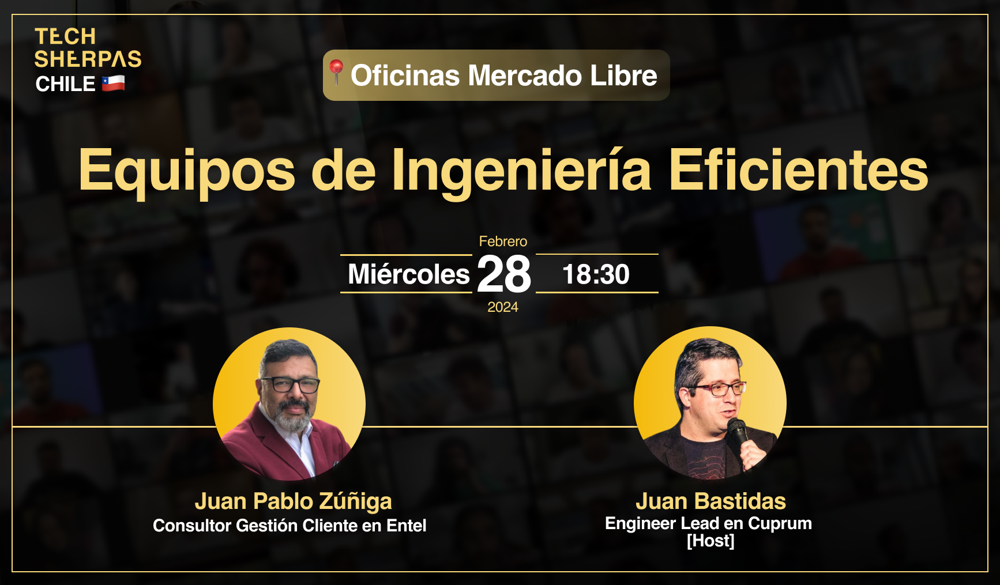 TECH
SHERPAS
CHILE
Oficinas Mercado Libre
Equipos de Ingeniería Eficientes
Febrero
Miércoles 28 18:30
2024
Juan Pablo Zúñiga
Consultor Gestión Cliente en Entel
Juan Bastidas
Engineer Lead en Cuprum
[Host]